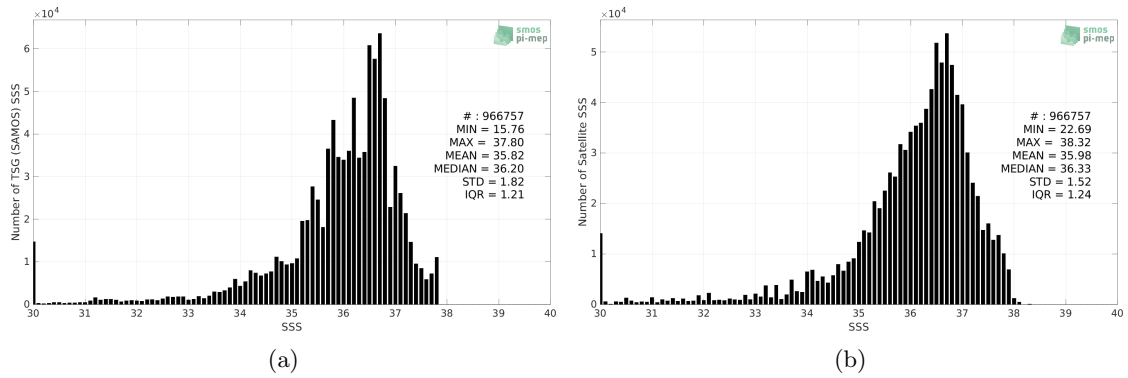 ×10⁴
smos
pi-mep
6
5
4
3
2
1
0
Number of TSG (SAMOS) SSS
# : 966757
MIN = 15.76
MAX = 37.80
MEAN = 35.82
MEDIAN = 36.20
STD = 1.82
IQR = 1.21
30 31 32 33 34 35 36 37 38 39 40
SSS
(a)
×10⁴
smos
pi-mep
5
4
3
2
1
0
Number of Satellite SSS
# : 966757
MIN = 22.69
MAX = 38.32
MEAN = 35.98
MEDIAN = 36.33
STD = 1.52
IQR = 1.24
30 31 32 33 34 35 36 37 38 39 40
SSS
(b)